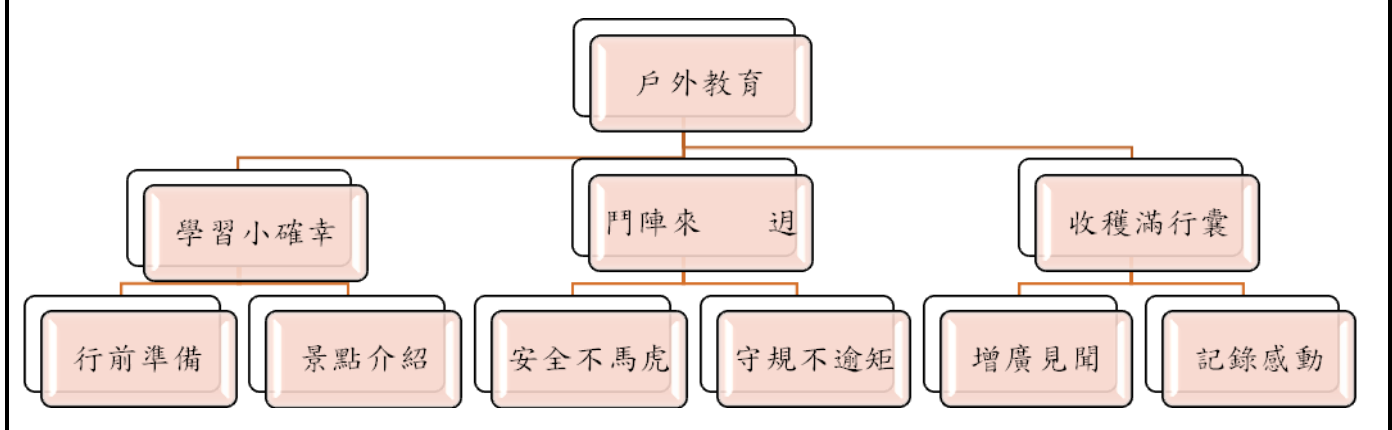 戶外教育
學習小確幸
鬥陣來 迌
收穫滿行囊
行前準備
景點介紹
安全不馬虎
守規不逾矩
增廣見聞
記錄感動